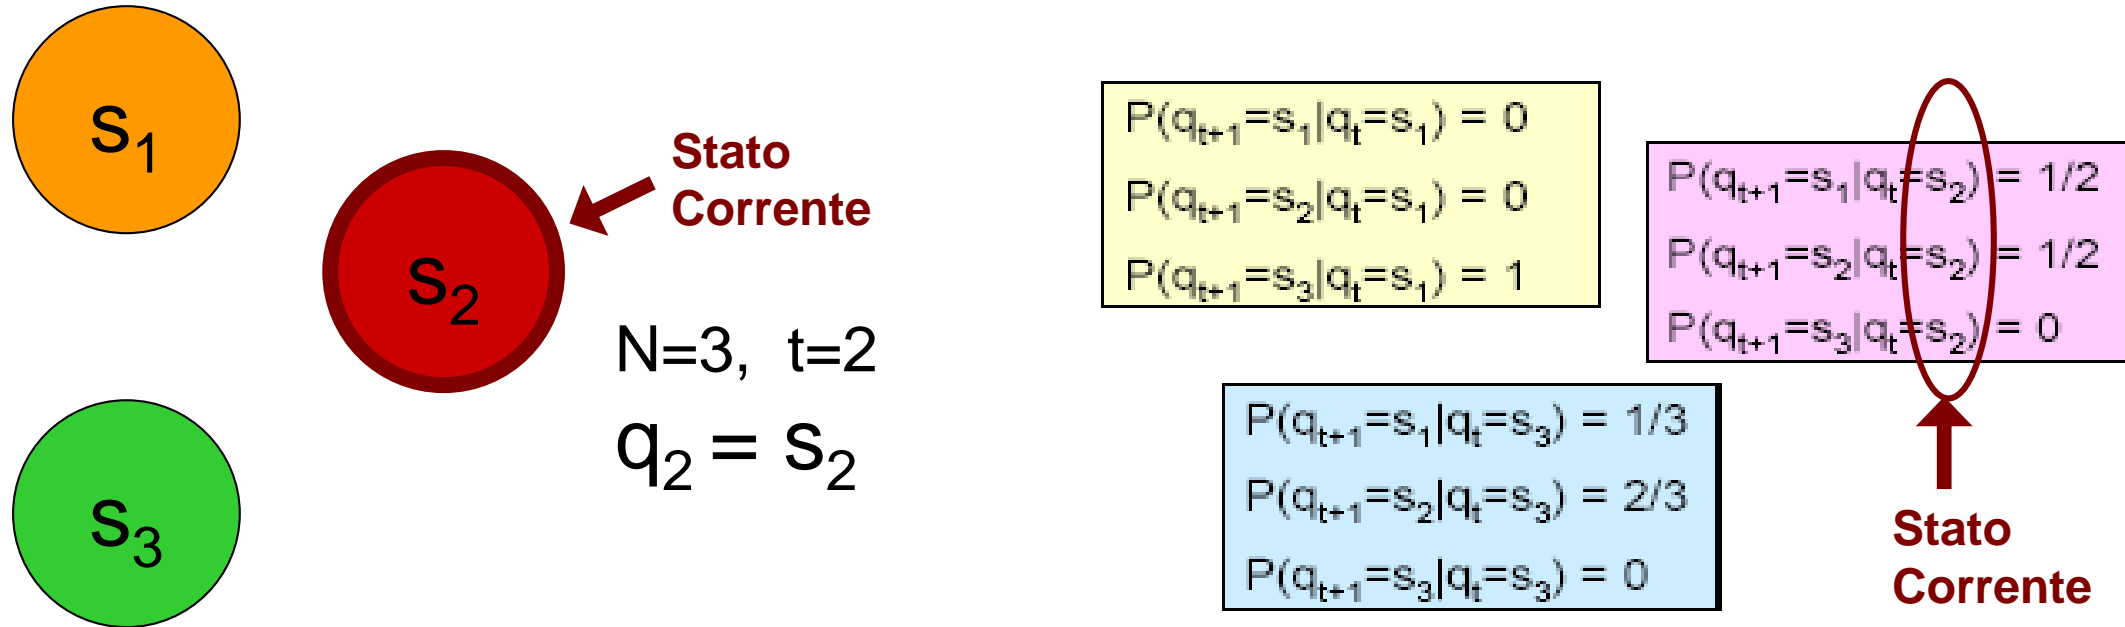 s₁
s₂
s₃
Stato
Corrente
N=3, t=2
q₂ = s₂
P(qₜ₊₁=s₁|qₜ=s₁) = 0
P(qₜ₊₁=s₂|qₜ=s₁) = 0
P(qₜ₊₁=s₃|qₜ=s₁) = 1
P(qₜ₊₁=s₁|qₜ=s₂) = 1/2
P(qₜ₊₁=s₂|qₜ=s₂) = 1/2
P(qₜ₊₁=s₃|qₜ=s₂) = 0
P(qₜ₊₁=s₁|qₜ=s₃) = 1/3
P(qₜ₊₁=s₂|qₜ=s₃) = 2/3
P(qₜ₊₁=s₃|qₜ=s₃) = 0
Stato
Corrente